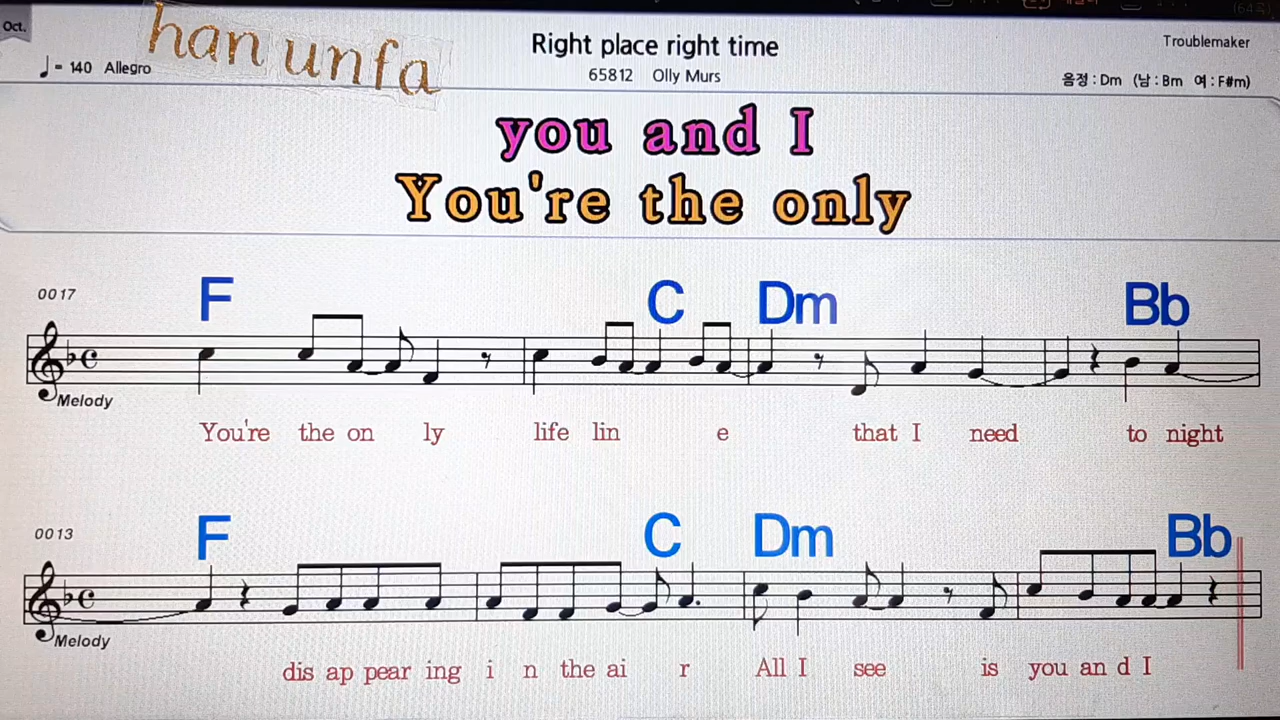 Oct.
han unfa
♩= 140 Allegro
Right place right time
65812 Olly Murs
Troublemaker
음정 : Dm (남 : Bm 여 : F#m)
you and I
You're the only
0017
F C Dm Bb
Melody
You're the on ly life lin e that I need to night
0013
F C Dm Bb
Melody
dis ap pear ing i n the ai r All I see is you an d I